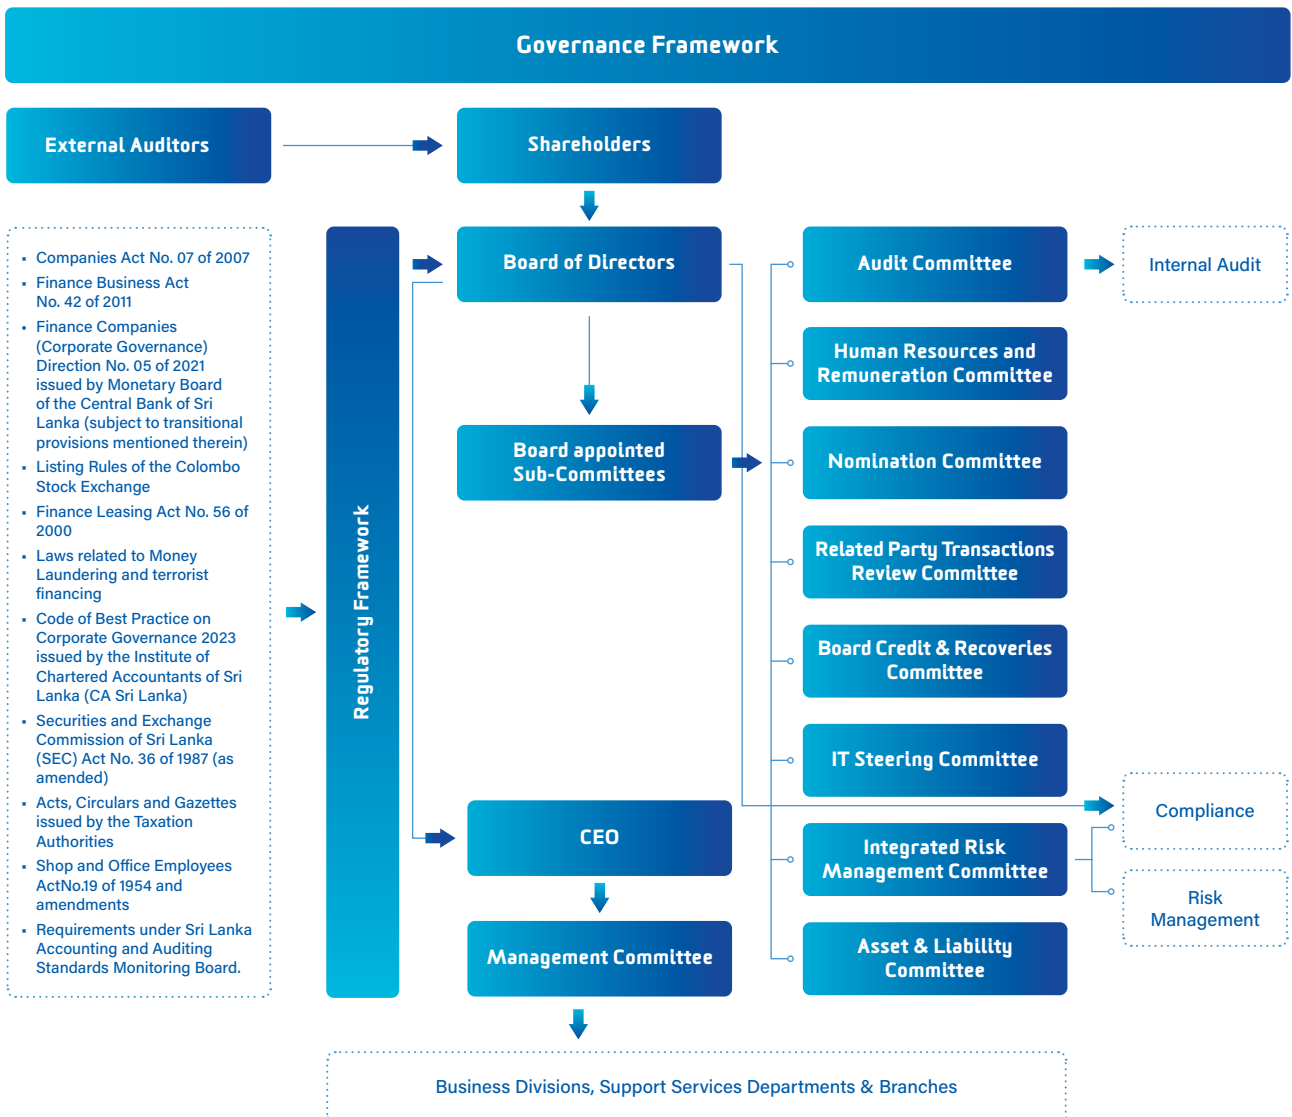 Governance Framework
External Auditors
Shareholders
• Companies Act No. 07 of 2007
• Finance Business Act
No. 42 of 2011
• Finance Companies
(Corporate Governance)
Direction No. 05 of 2021
issued by Monetary Board
of the Central Bank of Sri
Lanka (subject to transitional
provisions mentioned therein)
• Listing Rules of the Colombo
Stock Exchange
• Finance Leasing Act No. 56 of
2000
• Laws related to Money
Laundering and terrorist
financing
• Code of Best Practice on
Corporate Governance 2023
issued by the Institute of
Chartered Accountants of Sri
Lanka (CA Sri Lanka)
• Securities and Exchange
Commission of Sri Lanka
(SEC) Act No. 36 of 1987 (as
amended)
• Acts, Circulars and Gazettes
issued by the Taxation
Authorities
• Shop and Office Employees
ActNo.19 of 1954 and
amendments
• Requirements under Sri Lanka
Accounting and Auditing
Standards Monitoring Board.
Regulatory Framework
Board of Directors
Board appointed
Sub-Committees
CEO
Management Committee
Audit Committee
Human Resources and
Remuneration Committee
Nomination Committee
Related Party Transactions
Review Committee
Board Credit & Recoveries
Committee
IT Steering Committee
Integrated Risk
Management Committee
Asset & Liability
Committee
Internal Audit
Compliance
Risk
Management
Business Divisions, Support Services Departments & Branches